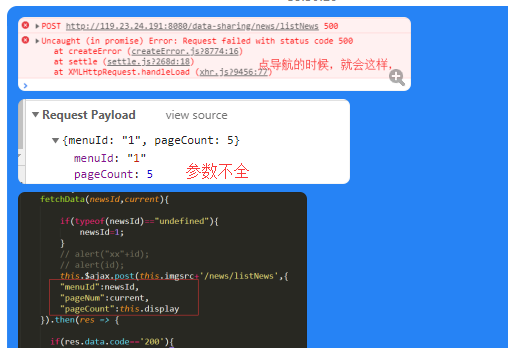 POST http://119.23.24.191:8080/data-sharing/news/listNews 500
Uncaught (in promise) Error: Request failed with status code 500
at createError (createError.js?8774:16)
at settle (settle.js?268d:18)
at XMLHttpRequest.handleLoad (xhr.js?9456:77)
点导航的时候，就会这样，
Request Payload view source
{menuId: "1", pageCount: 5}
menuId: "1"
pageCount: 5
参数不全
fetchData(newsId,current){
if(typeof(newsId)=="undefined"){
newsId=1;
}
// alert("xx"+id);
// alert(id);
this.$ajax.post(this.imgsrc+'/news/listNews',{
"menuId":newsId,
"pageNum":current,
"pageCount":this.display
}).then(res => {
if(res.data.code=='200'){